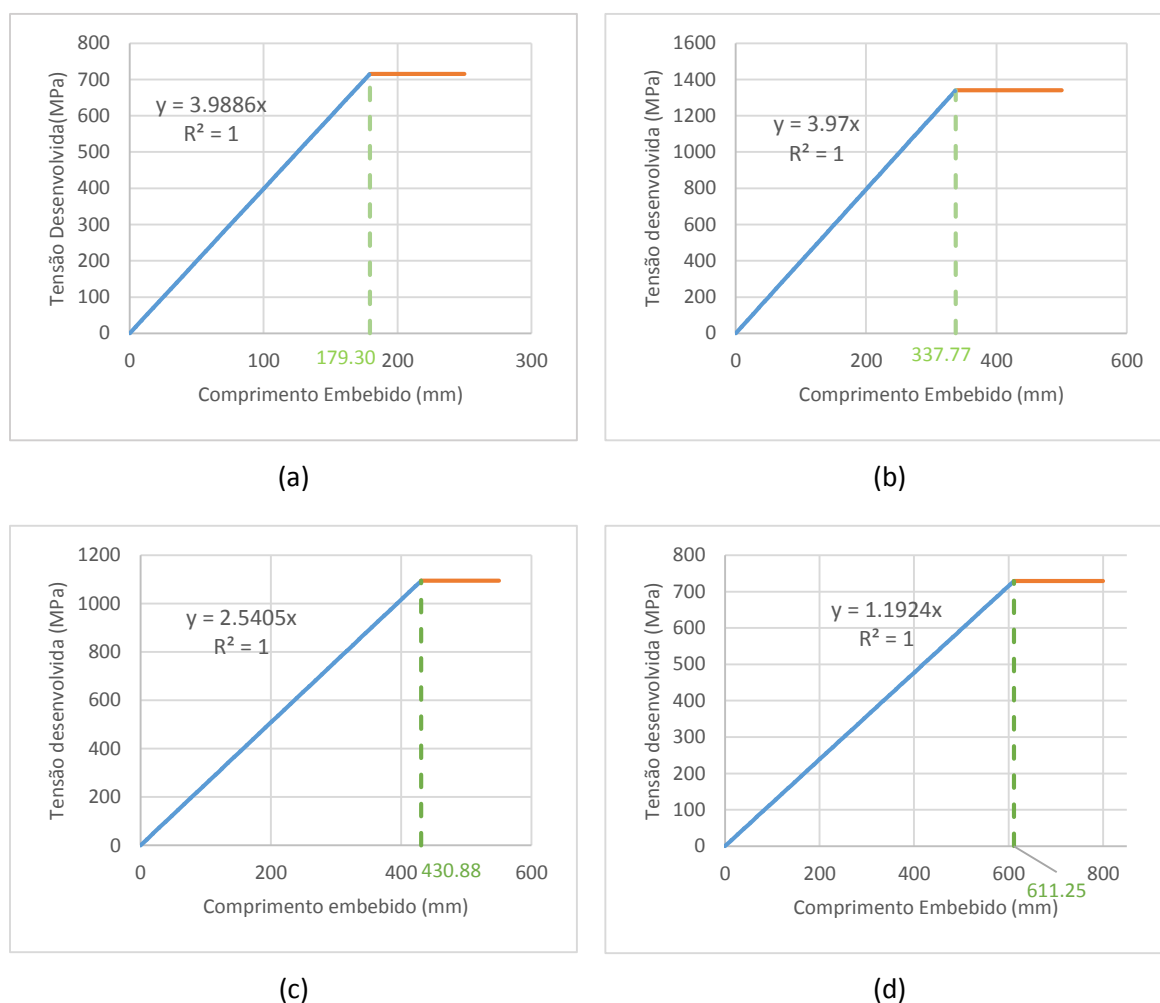 Tensão Desenvolvida(MPa)
800
700
600
500
400
300
200
100
0
y = 3.9886x
R² = 1
0
100
200
300
179.30
Comprimento Embebido (mm)
(a)
Tensão desenvolvida (MPa)
1600
1400
1200
1000
800
600
400
200
0
y = 3.97x
R² = 1
0
200
400
600
337.77
Comprimento Embebido (mm)
(b)
Tensão desenvolvida (MPa)
1200
1000
800
600
400
200
0
y = 2.5405x
R² = 1
0
200
400
600
430.88
Comprimento embebido (mm)
(c)
Tensão desenvolvida (MPa)
800
700
600
500
400
300
200
100
0
y = 1.1924x
R² = 1
0
200
400
600
800
611.25
Comprimento Embebido (mm)
(d)